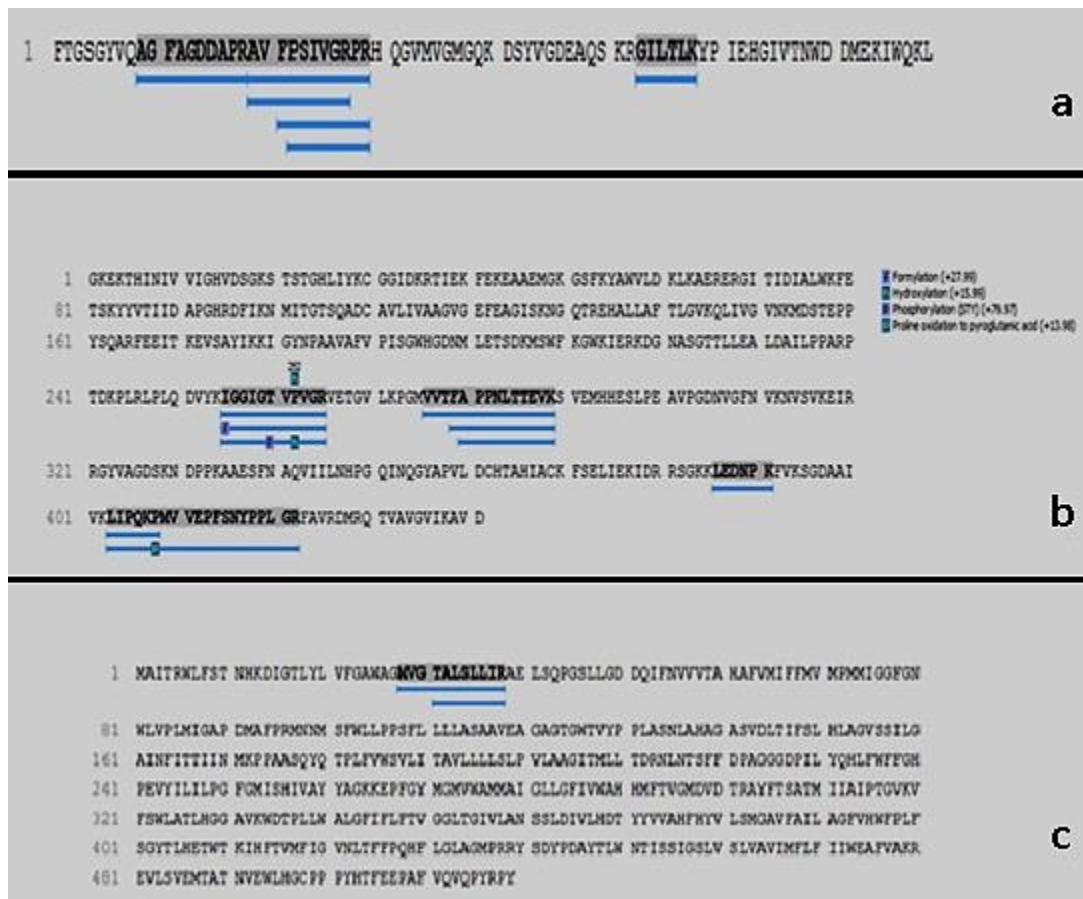 1 FTGSGYVQAG FAGDDAPRAV FPSIVGRPRH QGVMVGMGQK DSYVGDEAQS KRGILTLKYP IEHGIVTNWD DMEKIWQKL
a
1 GKEKTHINIV VIGHVDSGKS TSTGHLIYKC GGIDKRTIEK FEKEAAEMGK GSFKYAWVLD KLKAERERGI TIDIALWKFE
Formylation (+27.99)
Hydroxylation (+15.99)
81 TSKYYVTIID APGHRDFIKN MITGTSQADC AVLIVAAGVG EFEAGISKNG QTREHALLAF TLGVKQLIVG VNKMDSTEPP
Phosphorylation (STY) (+79.97)
Proline oxidation to pyroglutamic acid (+13.98)
161 YSQARFEEIT KEVSAYIKKI GYNPAAVAFV PISGWHGDNM LETSDKMSWF KGWKIERKDG NASGTTLLEA LDAILPPARP
241 TDKPLRLPLQ DVYKIGGIGT VPVGRVETGV LKPGMVVTFA PPNLTTEVKS VEMHHESLPE AVPGDNVGFN VKNVSVKEIR
321 RGYVAGDSKN DPPKAAESFN AQVIILNHPG QINQGYAPVL DCHTAHIACK FSELIEKIDR RSGKKLEDNP KFVKSGDAAI
401 VKLIPQKPMV VEPFSNYPPL GRFAVRDMRQ TVAVGVIKAV D
b
1 MAITRWLFST NHKDIGTLYL VFGAWAGMVG TALSLLIRAE LSQPGSLLGD DQIFNVVVTA HAFVMIFFMV MPMMIGGFGN
81 WLVPLMIGAP DMAFPRMNNM SFWLLPPSFL LLLASAAVEA GAGTGWTVYP PLASNLAHAG ASVDLTIFSL HLAGVSSILG
161 AINFITTIIN MKPPAASQYQ TPLFVWSVLI TAVLLLLSLP VLAAGITMLL TDRNLNTSFF DPAGGGDPIL YQHLFWFFGH
241 PEVYILILPG FGMISHIVAY YAGKKEPFGY MGMVWAMMAI GLLGFIVWAH HMFTVGMDVD TRAYFTSATM IIAIPTGVKV
321 FSWLATLHGG AVKWDTPLLW ALGFIFLFTV GGLTGIVLAN SSLDIVLHDT YYVVAHFHYV LSMGAVFAIL AGFVHWFPLF
401 SGYTLHETWT KIHFTVMFIG VNLTFFPQHF LGLAGMPRRY SDYPDAYTLW NTISSIGSLV SLVAVIMFLF IIWEAFVAKR
c
481 EVLSVEMTAT NVEWLHGCPP PYHTFEEPAF VQVQPYRPY